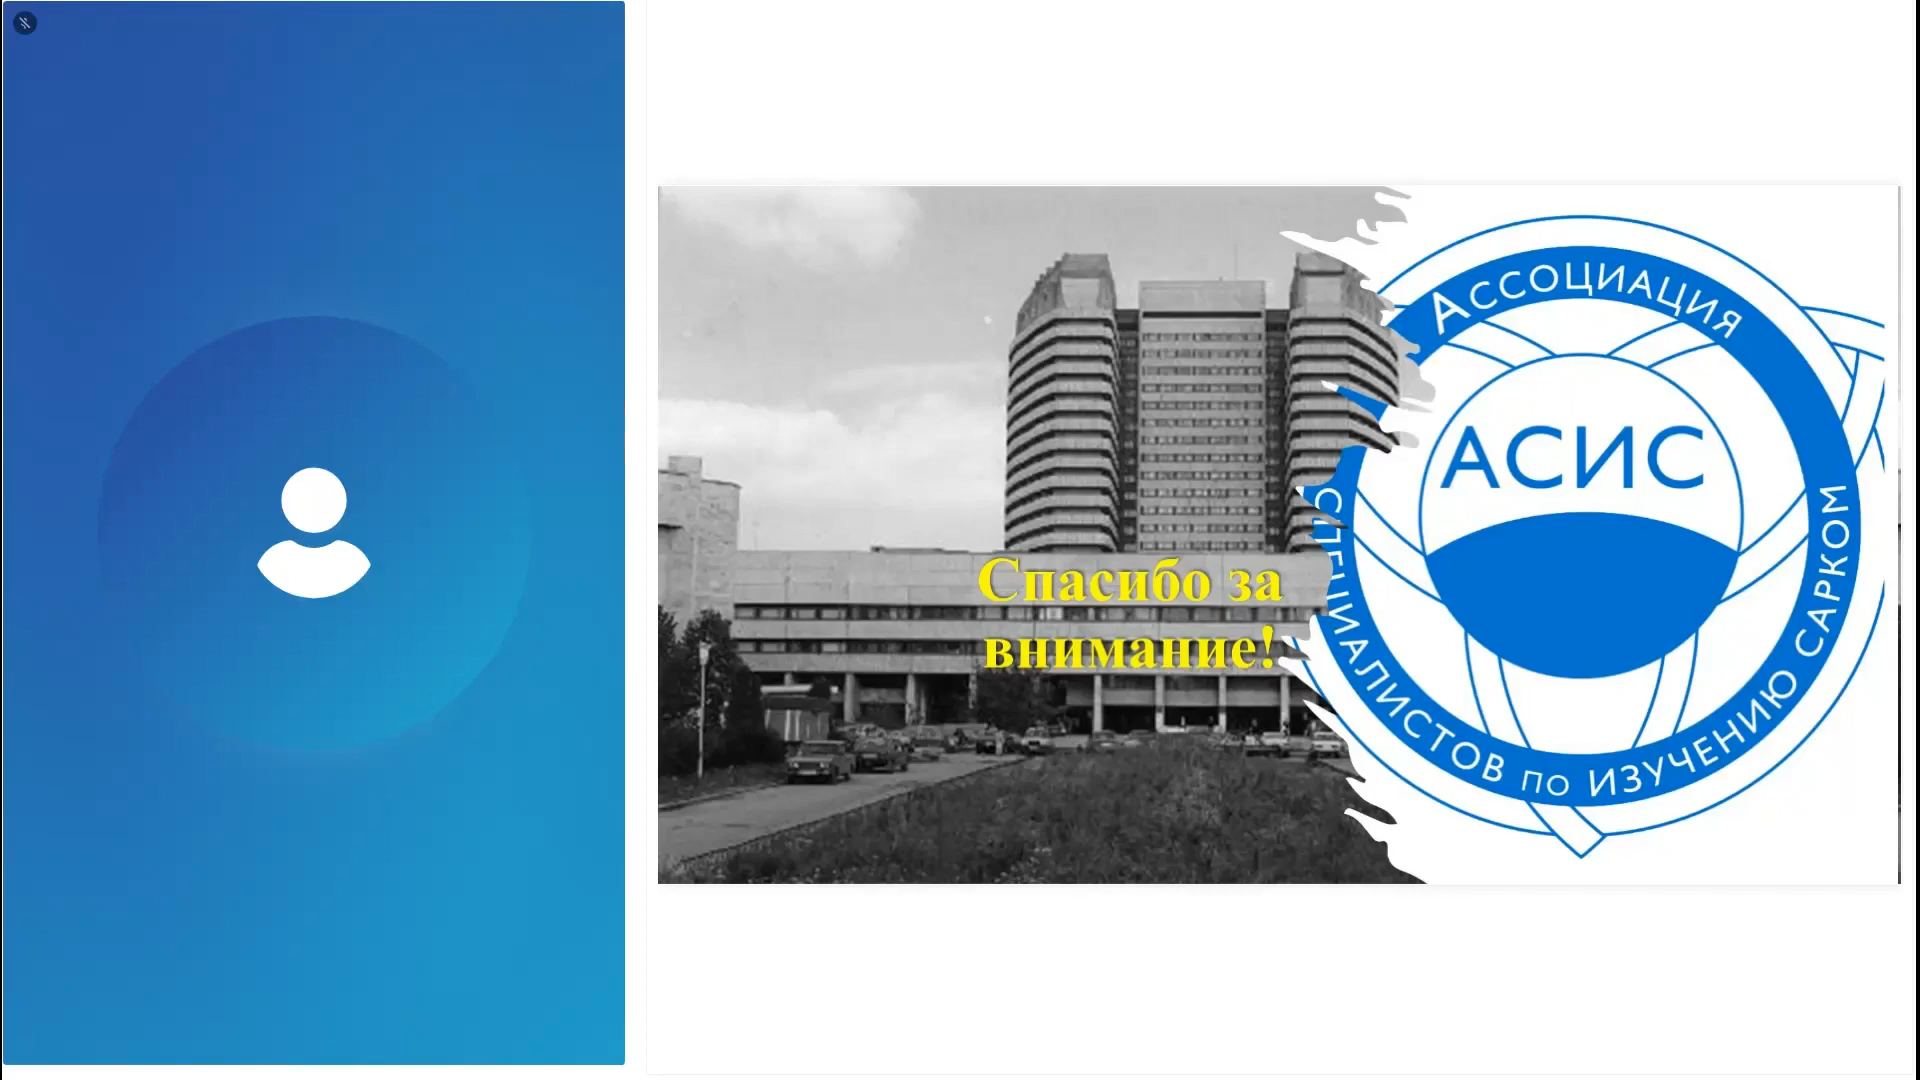 Спасибо за
внимание!
Ассоциация
специалистов по изучению сарком
АСИС